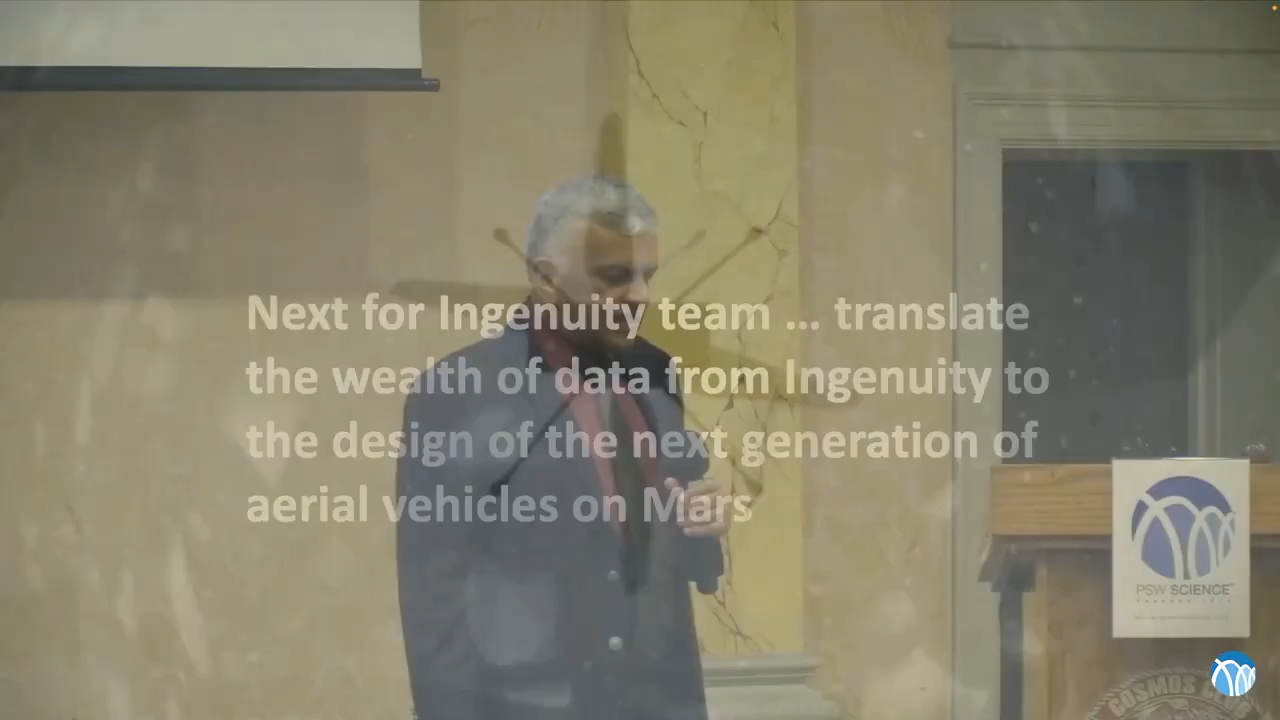 Next for Ingenuity team ... translate
the wealth of data from Ingenuity to
the design of the next generation of
aerial vehicles on Mars
PSW SCIENCE
COSMOS CLUB